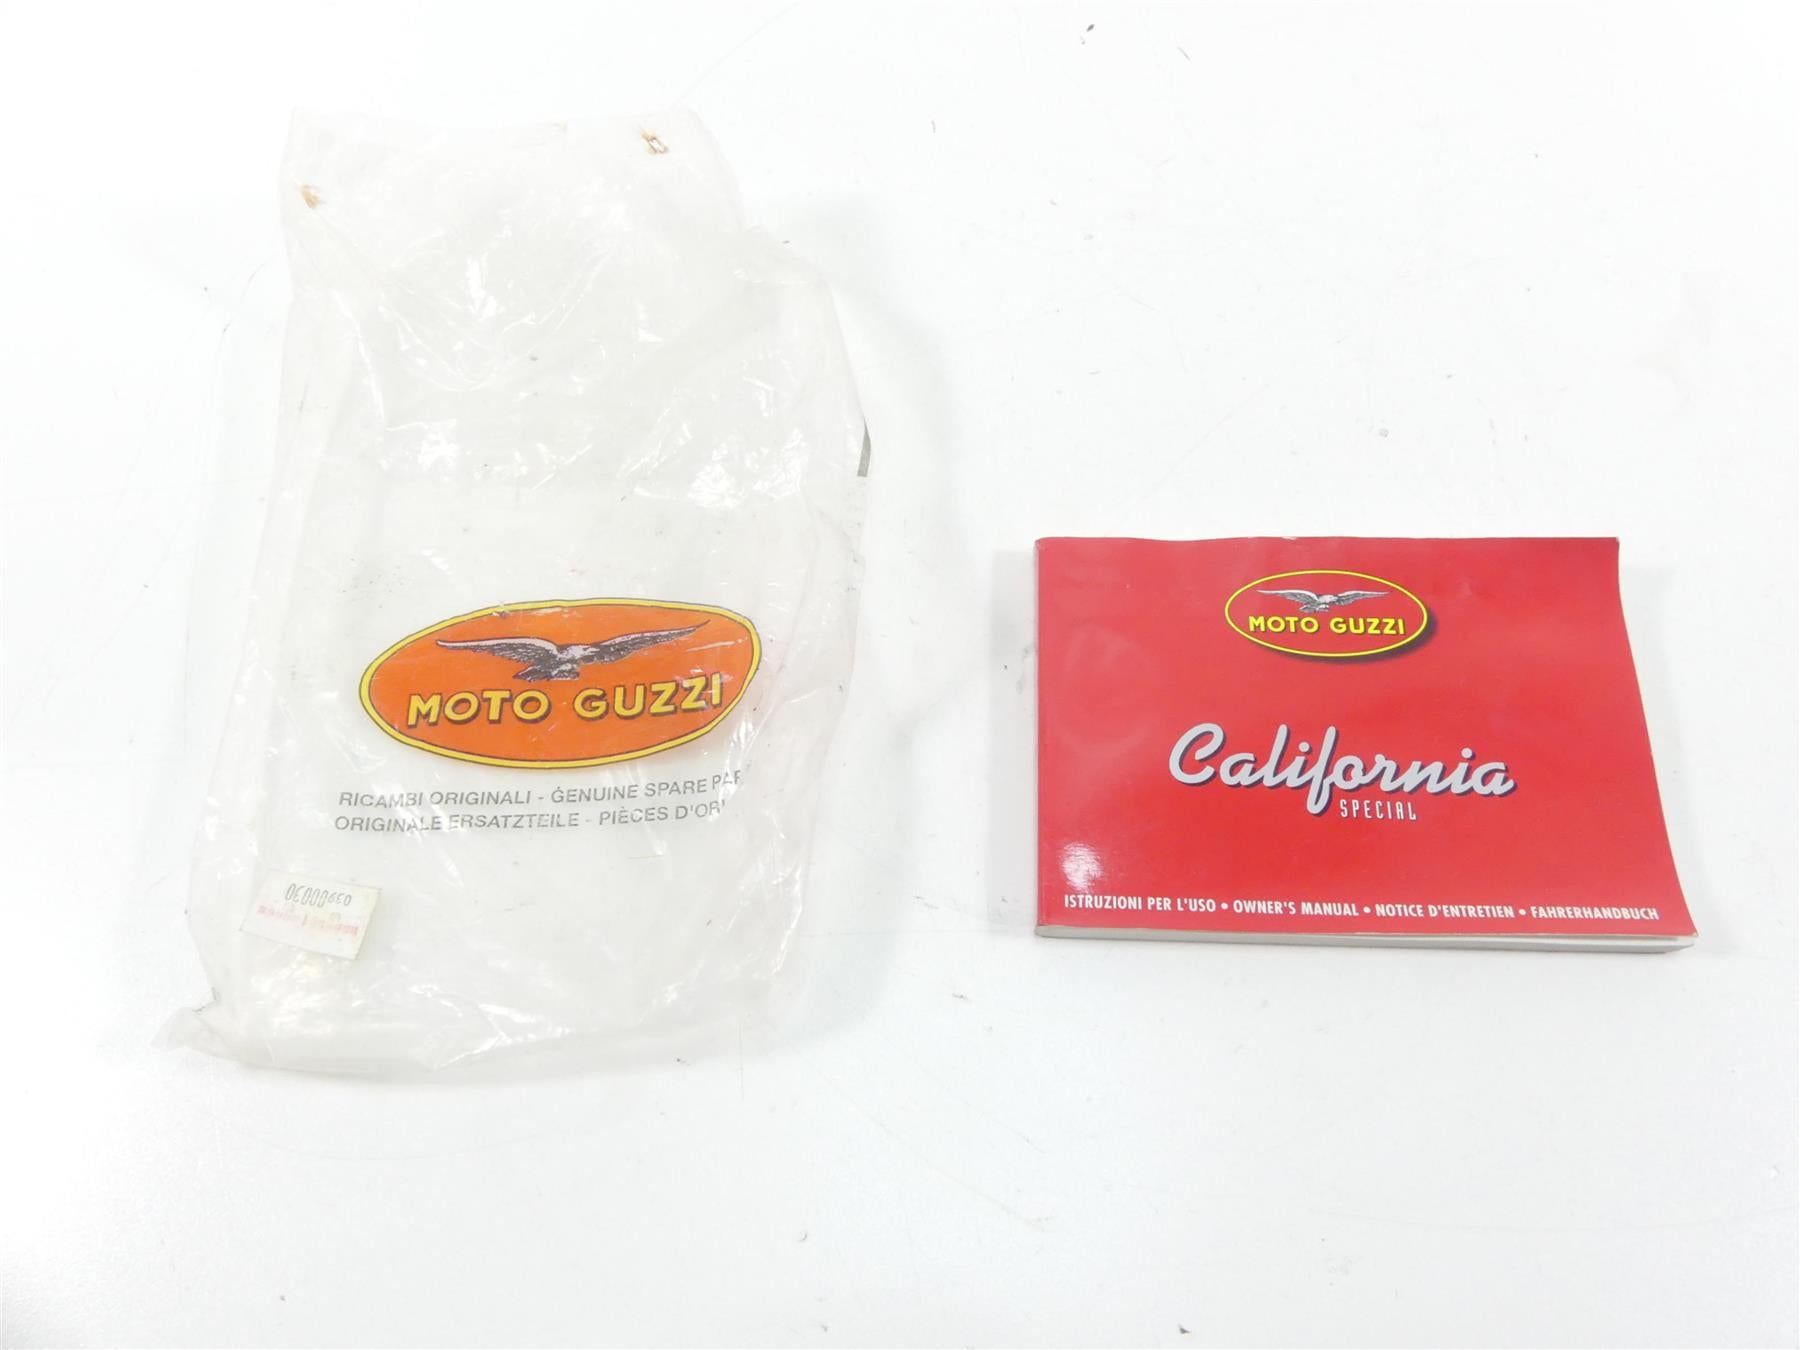 MOTO GUZZI
RICAMBI ORIGINALI - GENUINE SPARE PAR
ORIGINALE ERSATZTEILE - PIÈCES D'OR
MOTO GUZZI
California
SPECIAL
ISTRUZIONI PER L'USO • OWNER'S MANUAL • NOTICE D'ENTRETIEN • FAHRERHANDBUCH